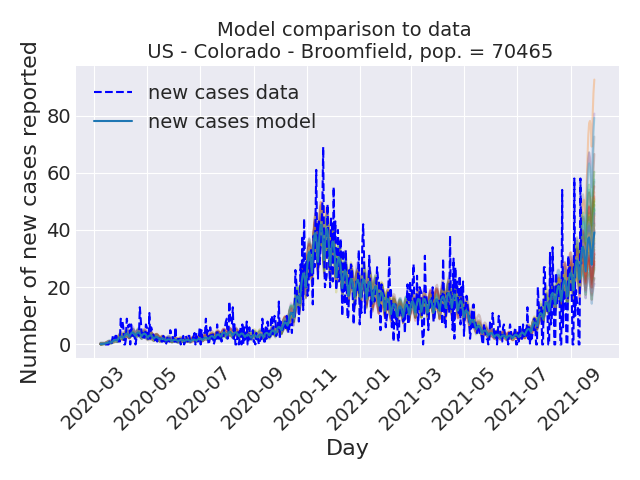 Model comparison to data
US - Colorado - Broomfield, pop. = 70465
Number of new cases reported
new cases data
new cases model
80
60
40
20
0
2020-03
2020-05
2020-07
2020-09
2020-11
2021-01
2021-03
2021-05
2021-07
2021-09
Day